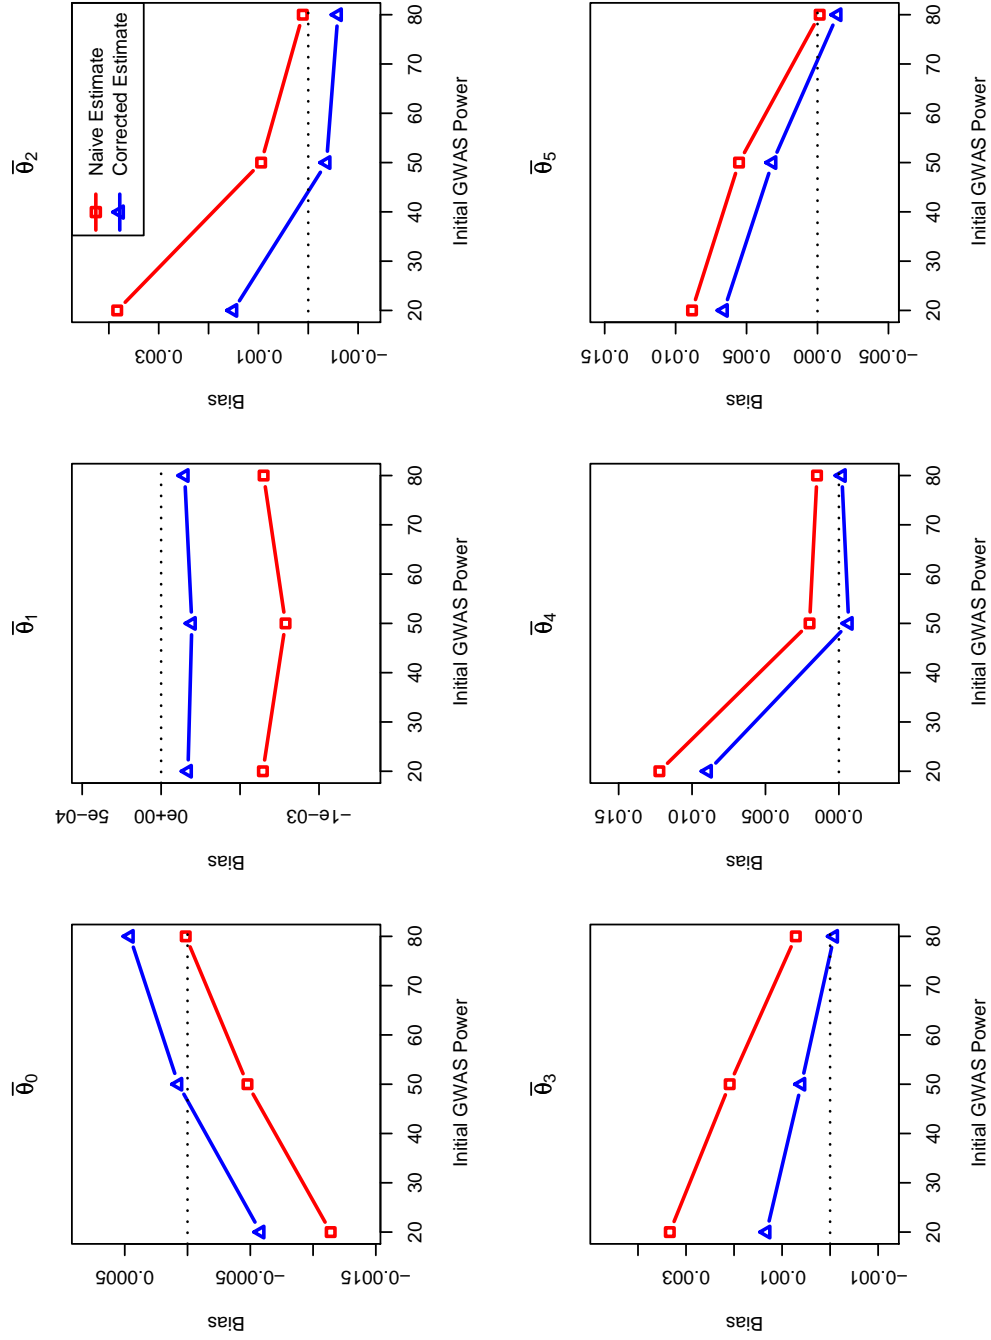 θ̄0
Bias
0.0005
−0.0005
−0.0015
20 30 40 50 60 70 80
Initial GWAS Power
θ̄1
Bias
5e−04
0e+00
−1e−03
20 30 40 50 60 70 80
Initial GWAS Power
θ̄2
Naive Estimate
Corrected Estimate
Bias
0.003
0.001
−0.001
20 30 40 50 60 70 80
Initial GWAS Power
θ̄3
Bias
0.003
0.001
−0.001
20 30 40 50 60 70 80
Initial GWAS Power
θ̄4
Bias
0.015
0.010
0.005
0.000
20 30 40 50 60 70 80
Initial GWAS Power
θ̄5
Bias
0.015
0.010
0.005
0.000
−0.005
20 30 40 50 60 70 80
Initial GWAS Power